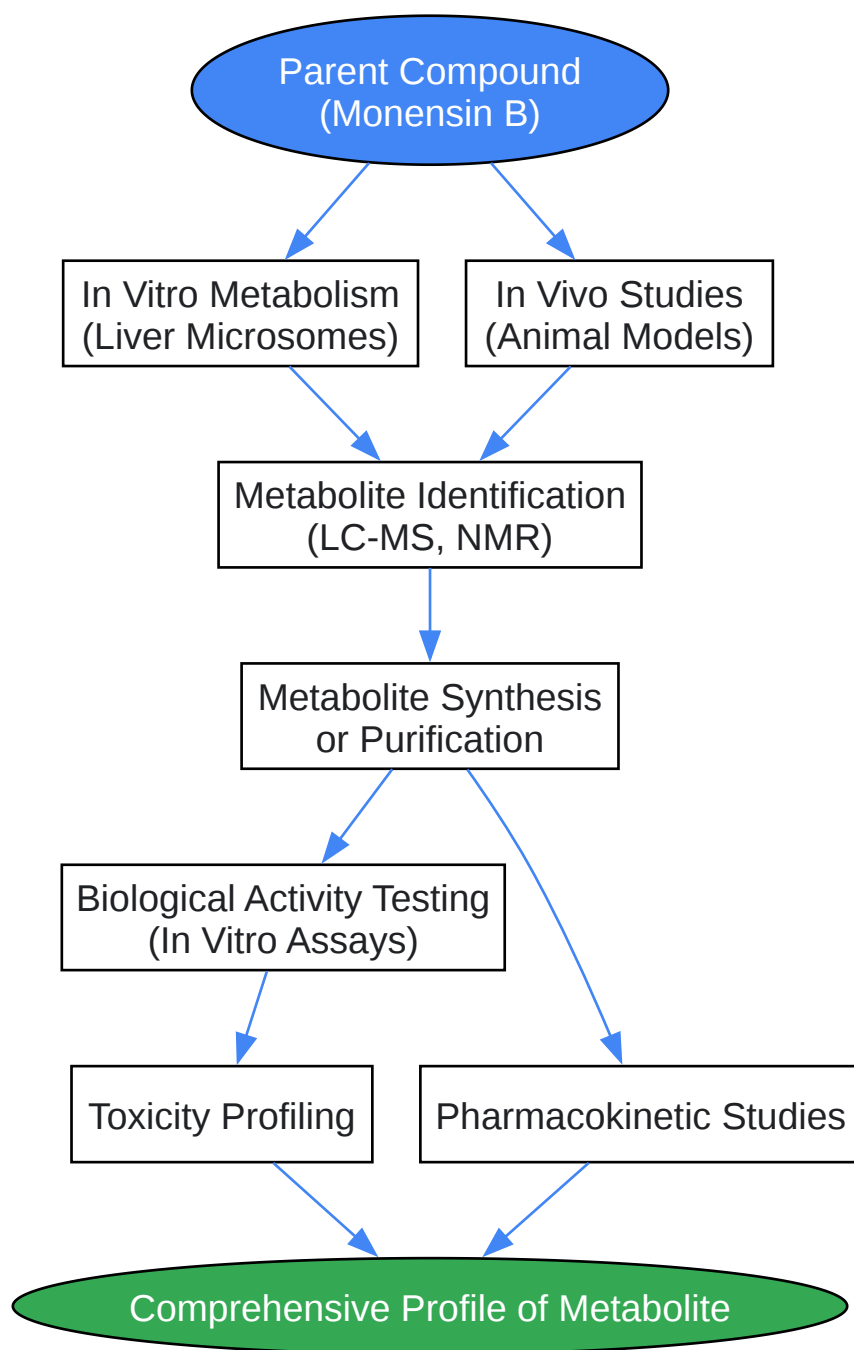 Parent Compound
(Monensin B)
In Vitro Metabolism
(Liver Microsomes)
In Vivo Studies
(Animal Models)
Metabolite Identification
(LC-MS, NMR)
Metabolite Synthesis
or Purification
Biological Activity Testing
(In Vitro Assays)
Toxicity Profiling
Pharmacokinetic Studies
Comprehensive Profile of Metabolite